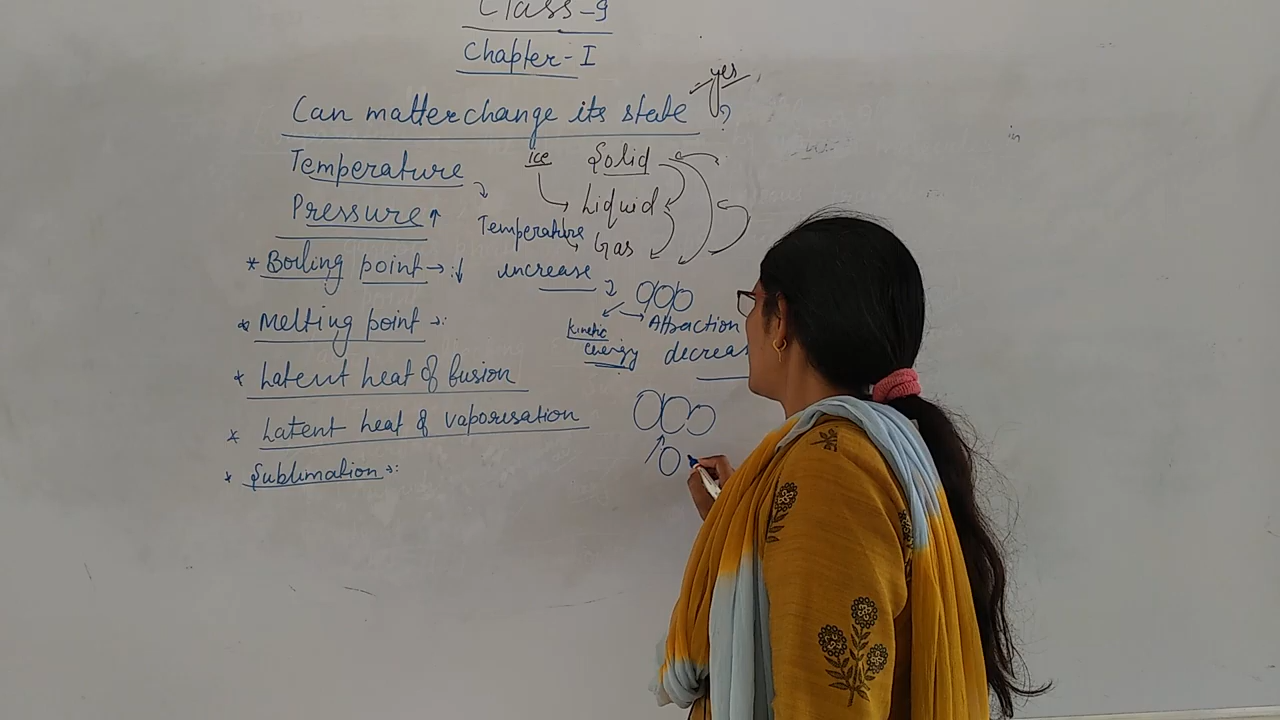 Class-9
Chapter-I
Can matter change its state ?
yes
Temperature
Pressure↑
* Boiling point→:↓
* Melting point →:
* Latent heat of fusion
* Latent heat of vaporisation
* Sublimation →:
Ice Solid
Liquid
Gas
Temperature
increase
Kinetic
energy
Attraction
decreas